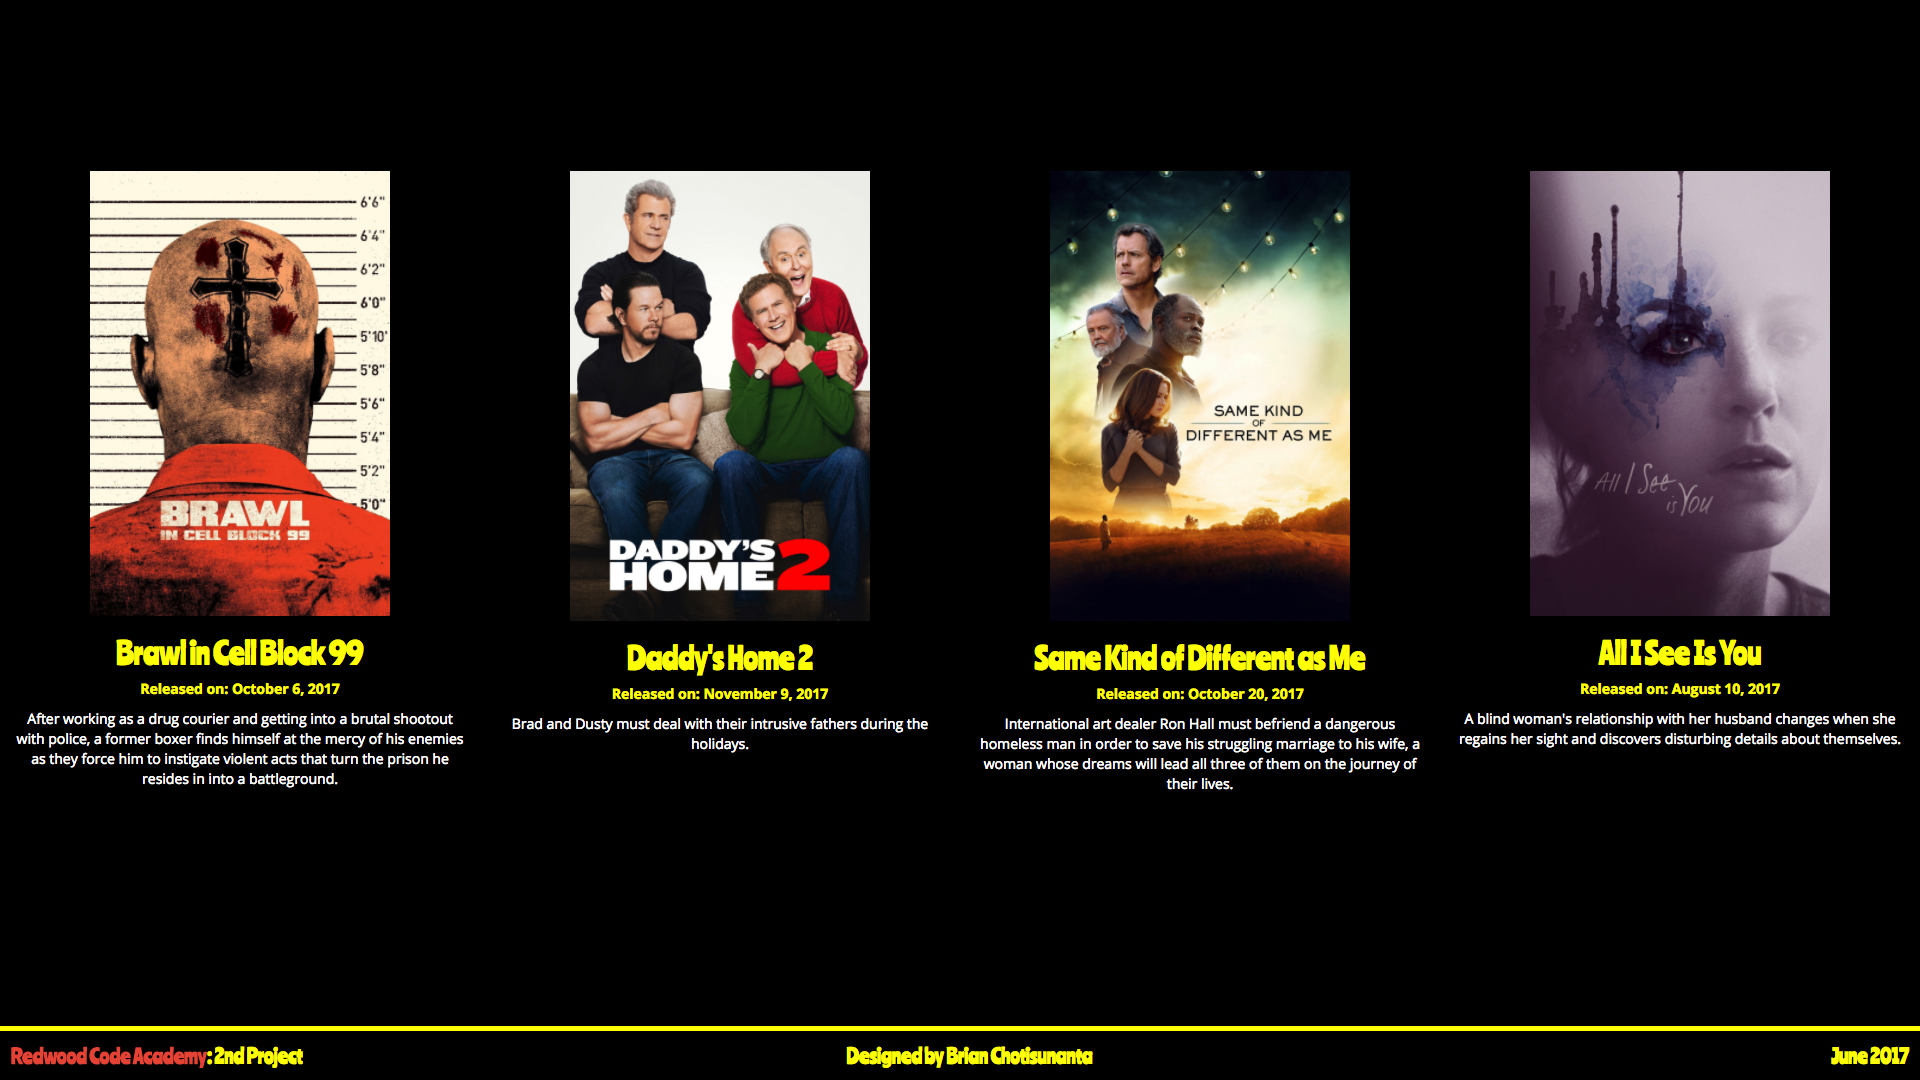 6'6"
6'4"
6'2"
6'0"
5'10'
5'8"
5'6"
5'4"
5'2"
5'0"
BRAWL
IN CELL BLOCK 99
Brawl in Cell Block 99
Released on: October 6, 2017
After working as a drug courier and getting into a brutal shootout
with police, a former boxer finds himself at the mercy of his enemies
as they force him to instigate violent acts that turn the prison he
resides in into a battleground.
DADDY'S
HOME 2
Daddy's Home 2
Released on: November 9, 2017
Brad and Dusty must deal with their intrusive fathers during the
holidays.
SAME KIND
OF
DIFFERENT AS ME
Same Kind of Different as Me
Released on: October 20, 2017
International art dealer Ron Hall must befriend a dangerous
homeless man in order to save his struggling marriage to his wife, a
woman whose dreams will lead all three of them on the journey of
their lives.
All I See
is You
All I See Is You
Released on: August 10, 2017
A blind woman's relationship with her husband changes when she
regains her sight and discovers disturbing details about themselves.
Redwood Code Academy: 2nd Project
Designed by Brian Chotisunanta
June 2017